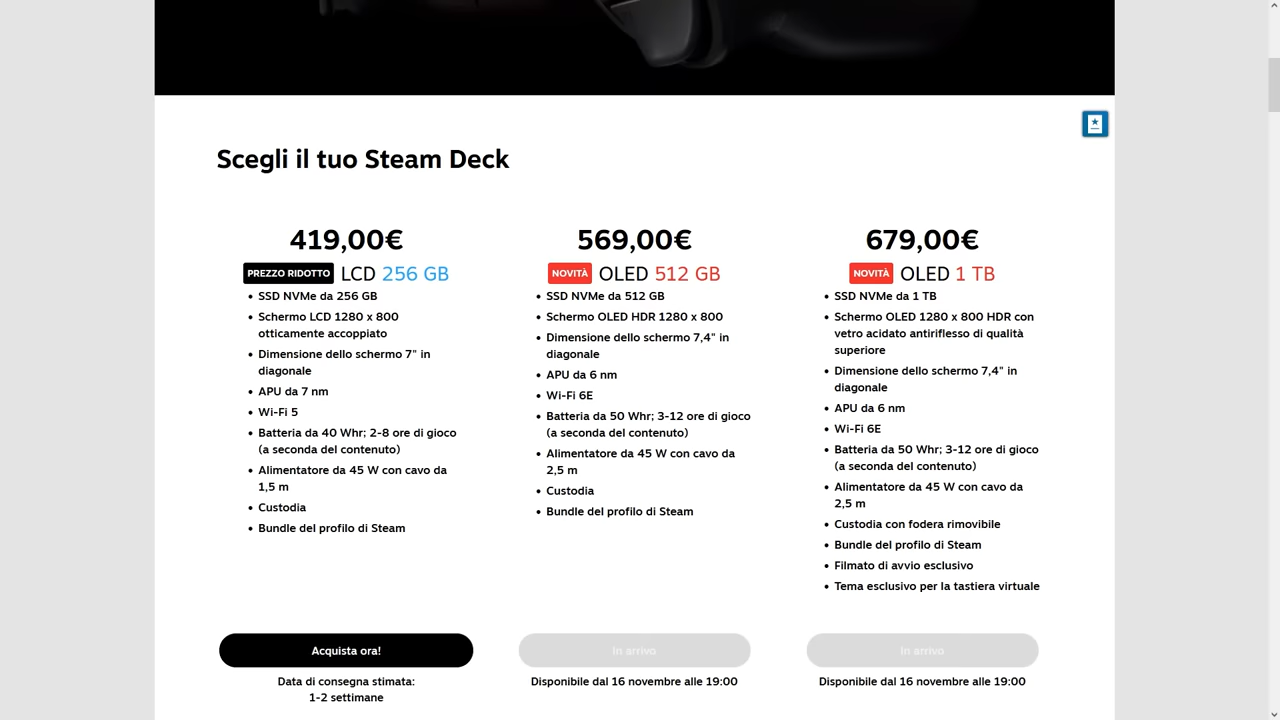 Scegli il tuo Steam Deck
419,00€
PREZZO RIDOTTO LCD 256 GB
• SSD NVMe da 256 GB
• Schermo LCD 1280 x 800
otticamente accoppiato
• Dimensione dello schermo 7" in
diagonale
• APU da 7 nm
• Wi-Fi 5
• Batteria da 40 Whr; 2-8 ore di gioco
(a seconda del contenuto)
• Alimentatore da 45 W con cavo da
1,5 m
• Custodia
• Bundle del profilo di Steam
Acquista ora!
Data di consegna stimata:
1-2 settimane
569,00€
NOVITÀ OLED 512 GB
• SSD NVMe da 512 GB
• Schermo OLED HDR 1280 x 800
• Dimensione dello schermo 7,4" in
diagonale
• APU da 6 nm
• Wi-Fi 6E
• Batteria da 50 Whr; 3-12 ore di gioco
(a seconda del contenuto)
• Alimentatore da 45 W con cavo da
2,5 m
• Custodia
• Bundle del profilo di Steam
In arrivo
Disponibile dal 16 novembre alle 19:00
679,00€
NOVITÀ OLED 1 TB
• SSD NVMe da 1 TB
• Schermo OLED 1280 x 800 HDR con
vetro acidato antiriflesso di qualità
superiore
• Dimensione dello schermo 7,4" in
diagonale
• APU da 6 nm
• Wi-Fi 6E
• Batteria da 50 Whr; 3-12 ore di gioco
(a seconda del contenuto)
• Alimentatore da 45 W con cavo da
2,5 m
• Custodia con fodera rimovibile
• Bundle del profilo di Steam
• Filmato di avvio esclusivo
• Tema esclusivo per la tastiera virtuale
In arrivo
Disponibile dal 16 novembre alle 19:00